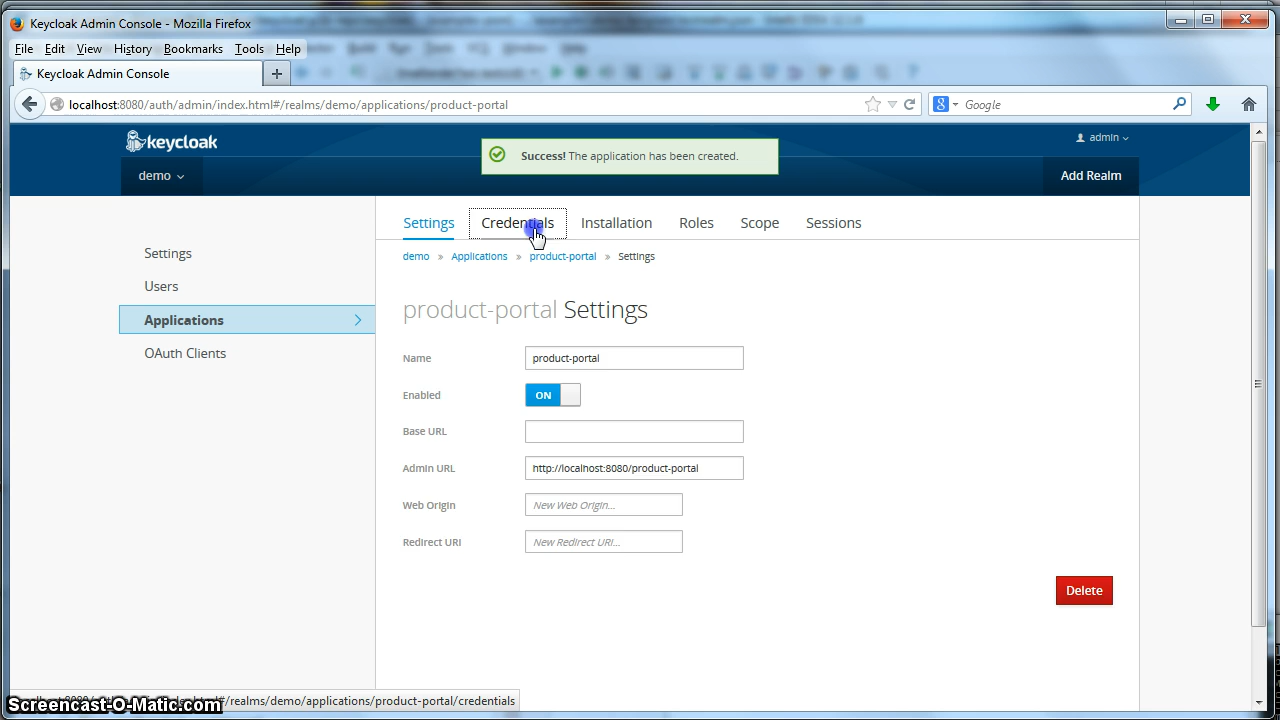 Keycloak Admin Console - Mozilla Firefox
File Edit View History Bookmarks Tools Help
Keycloak Admin Console
localhost:8080/auth/admin/index.html#/realms/demo/applications/product-portal
Google
keycloak
Success! The application has been created.
admin
demo
Add Realm
Settings Credentials Installation Roles Scope Sessions
demo » Applications » product-portal » Settings
Settings
Users
Applications
OAuth Clients
product-portal Settings
Name product-portal
Enabled ON
Base URL
Admin URL http://localhost:8080/product-portal
Web Origin New Web Origin...
Redirect URI New Redirect URI...
Delete
/realms/demo/applications/product-portal/credentials
Screencast-O-Matic.com